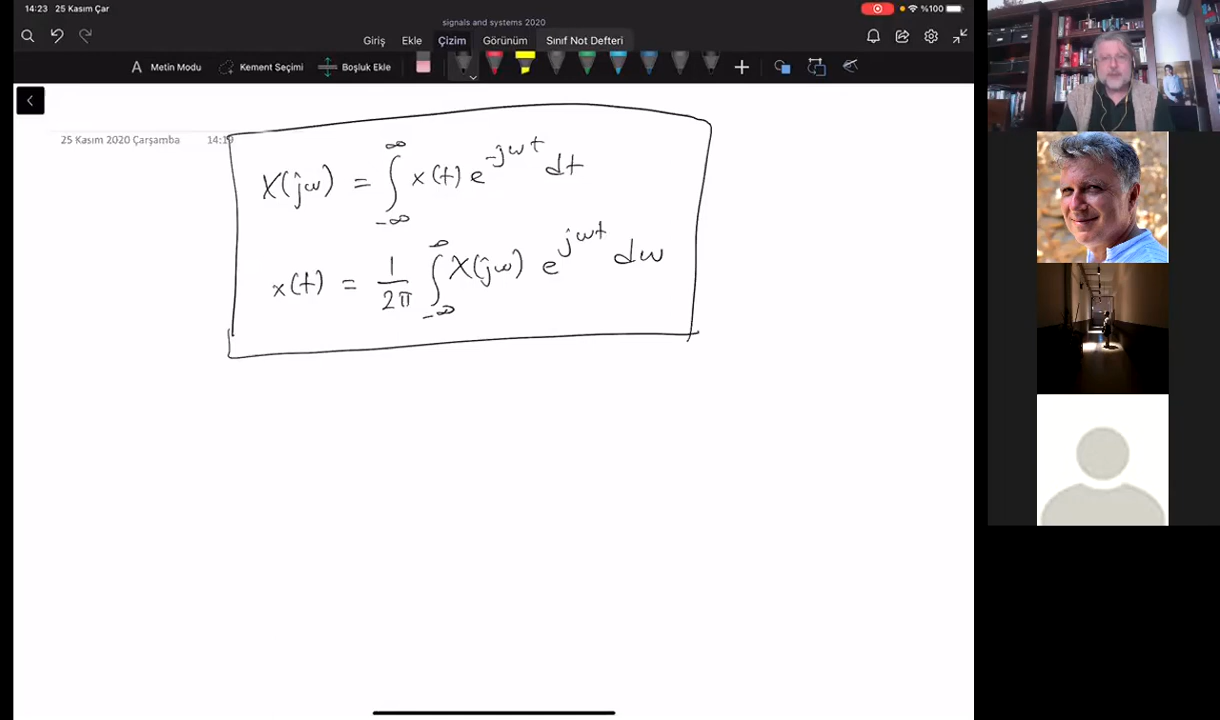 14:23 25 Kasım Çar
%100
signals and systems 2020
Giriş Ekle Çizim Görünüm Sınıf Not Defteri
A Metin Modu Kement Seçimi Boşluk Ekle
25 Kasım 2020 Çarşamba 14:19
X(jω) = ∫_{-∞}^{∞} x(t) e^{-jωt} dt
x(t) = 1/2π ∫_{-∞}^{∞} X(jω) e^{jωt} dω